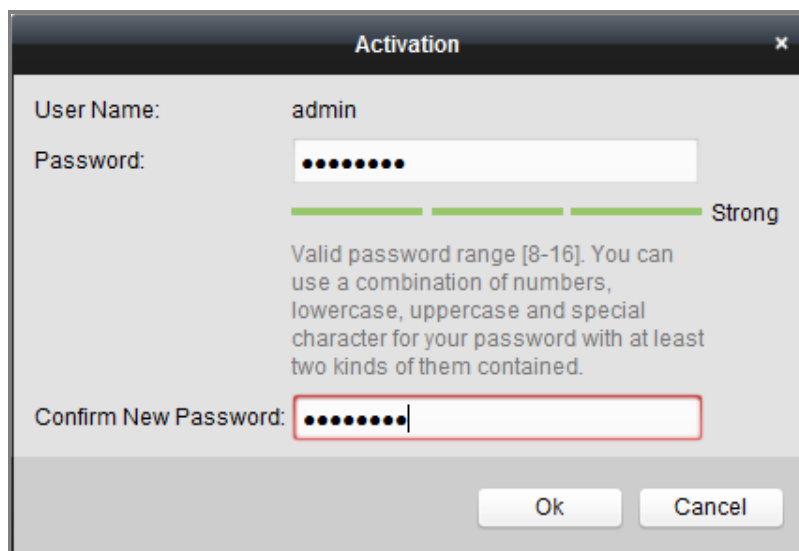 Activation ×
User Name: admin
Password: ••••••••
Strong
Valid password range [8-16]. You can
use a combination of numbers,
lowercase, uppercase and special
character for your password with at least
two kinds of them contained.
Confirm New Password: ••••••••
Ok Cancel